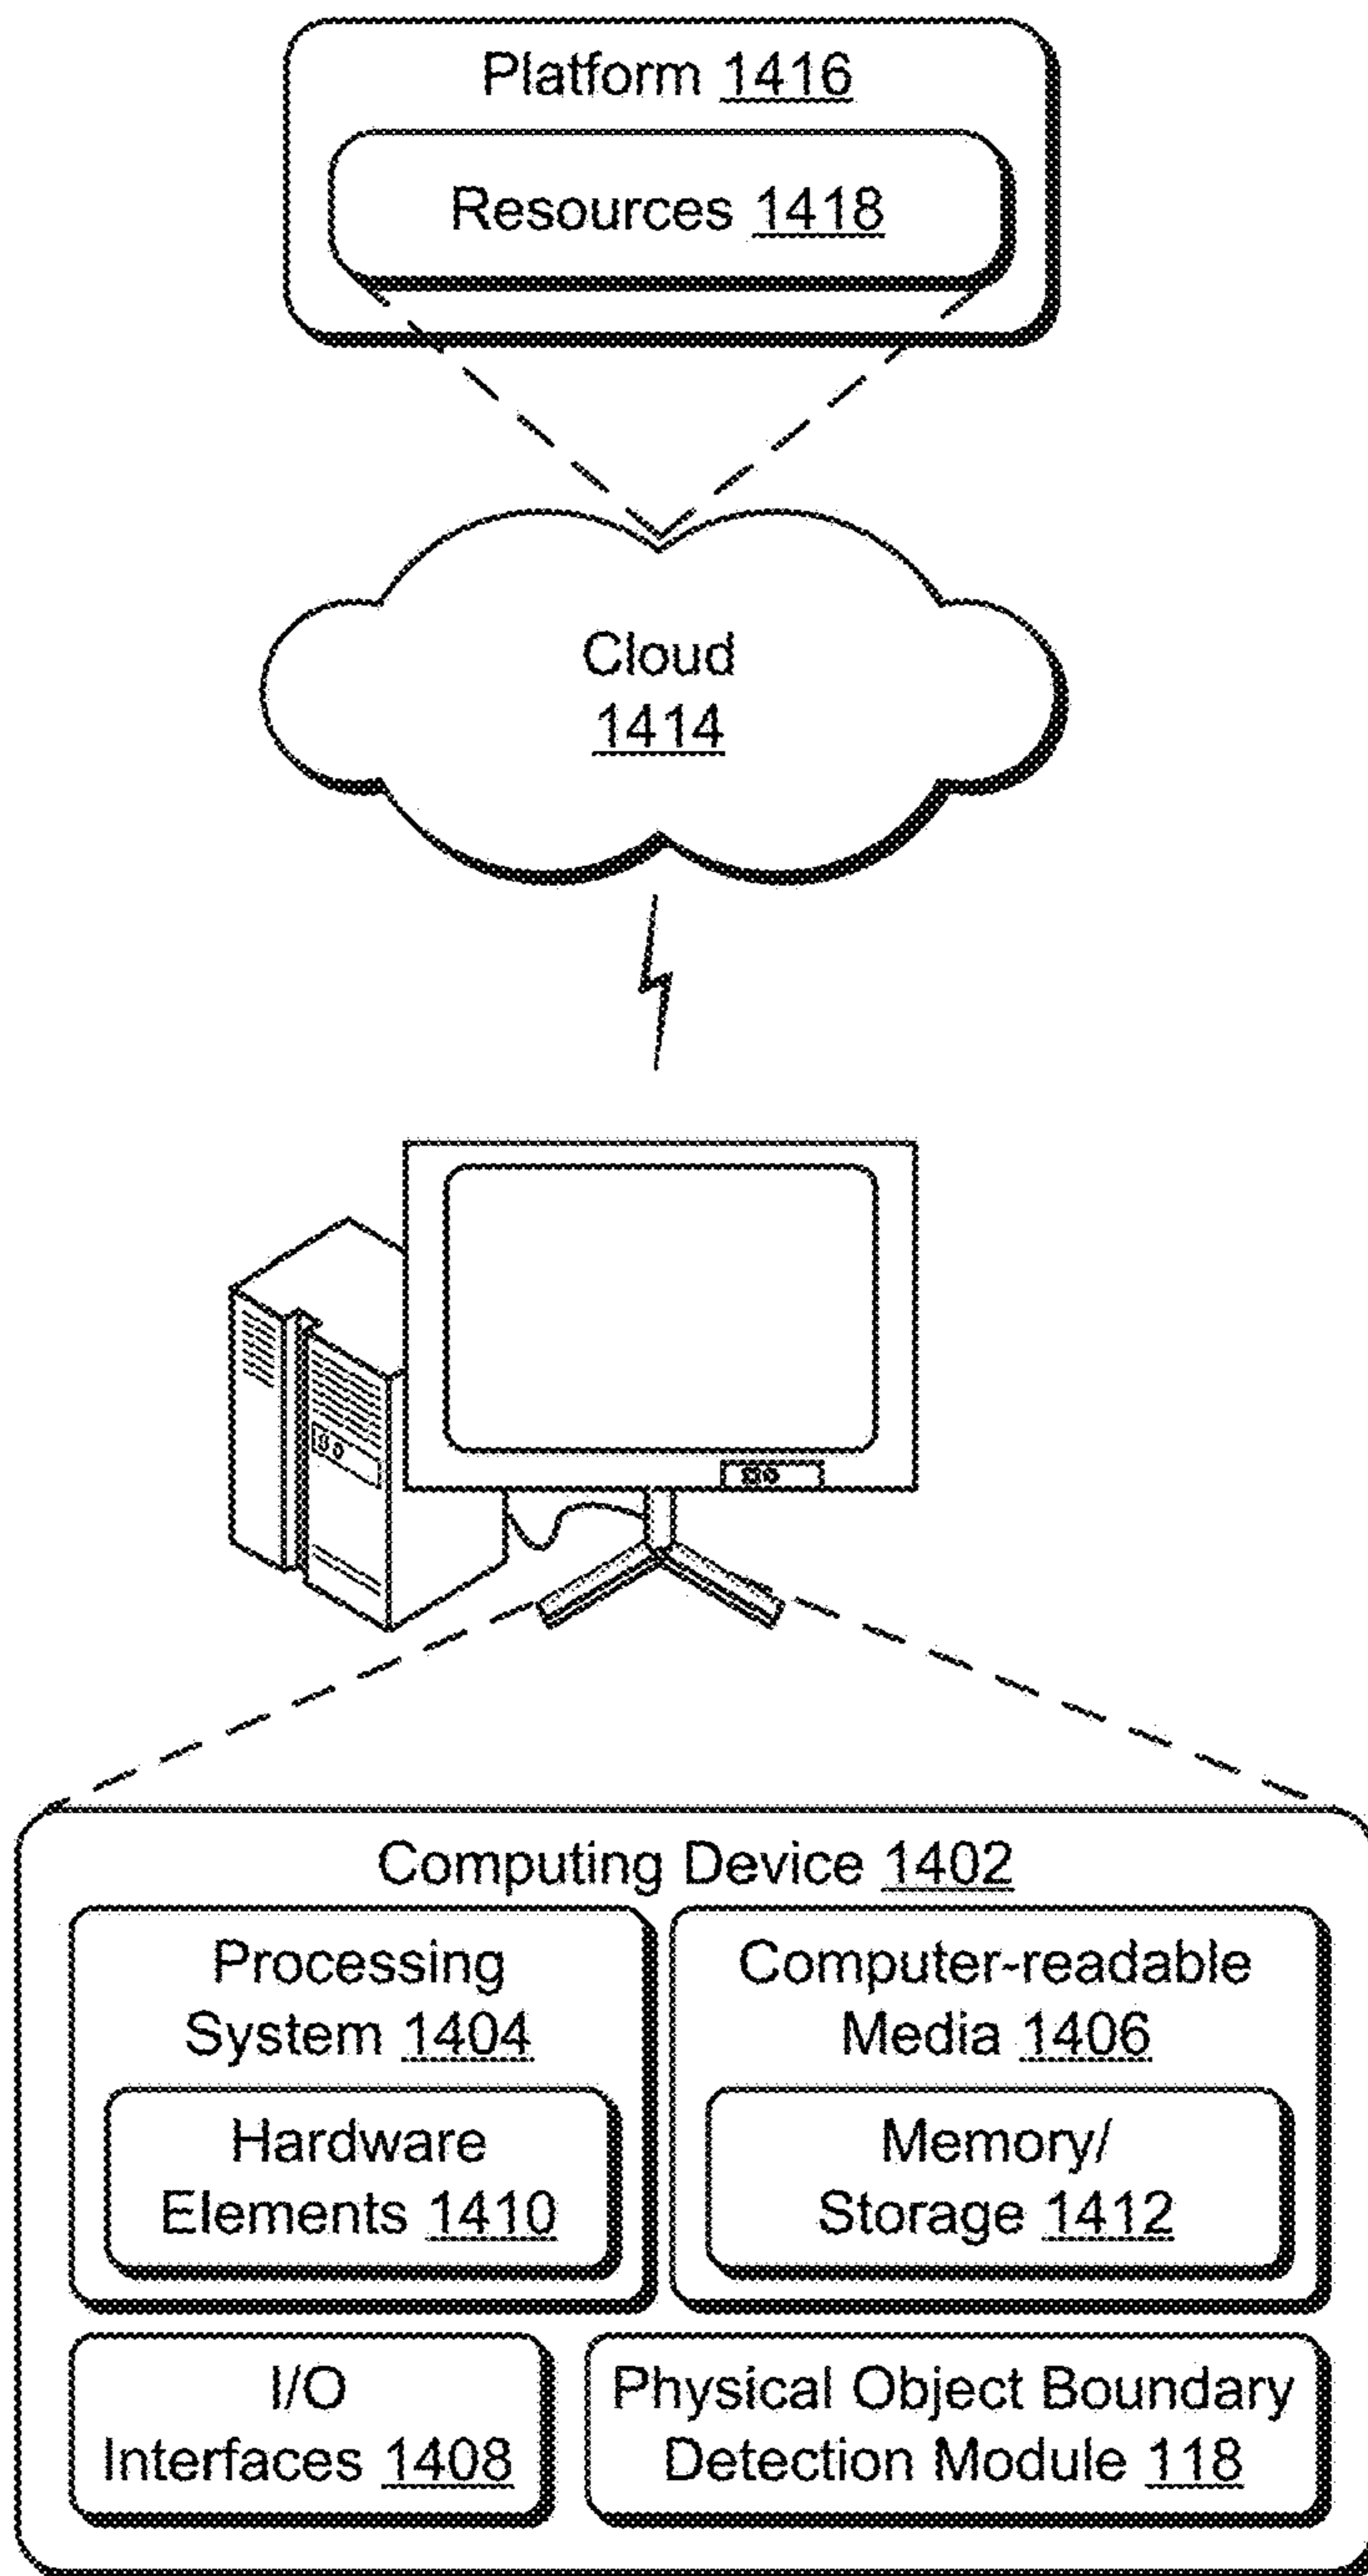 Platform 1416
Resources 1418
Cloud
1414
Computing Device 1402
Processing
System 1404
Hardware
Elements 1410
Computer-readable
Media 1406
Memory/
Storage 1412
I/O
Interfaces 1408
Physical Object Boundary
Detection Module 118